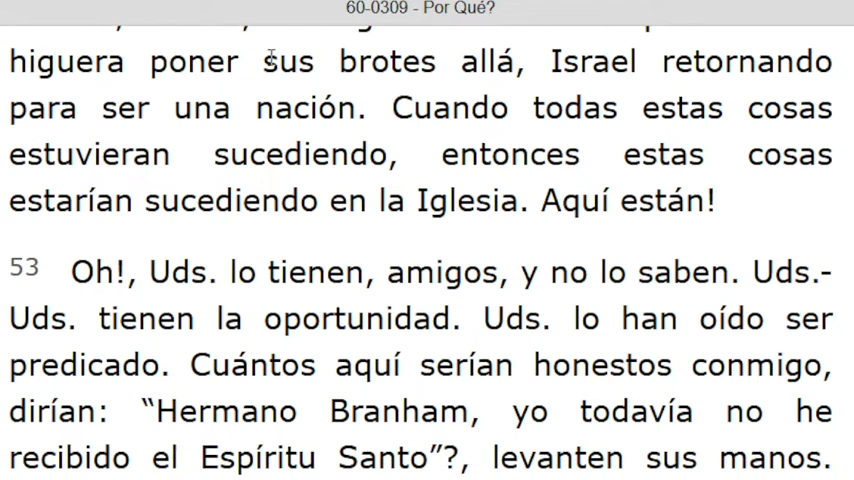 60-0309 - Por Qué?
higuera poner sus brotes allá, Israel retornando
para ser una nación. Cuando todas estas cosas
estuvieran sucediendo, entonces estas cosas
estarían sucediendo en la Iglesia. Aquí están!
53 Oh!, Uds. lo tienen, amigos, y no lo saben. Uds.-
Uds. tienen la oportunidad. Uds. lo han oído ser
predicado. Cuántos aquí serían honestos conmigo,
dirían: “Hermano Branham, yo todavía no he
recibido el Espíritu Santo”?, levanten sus manos.